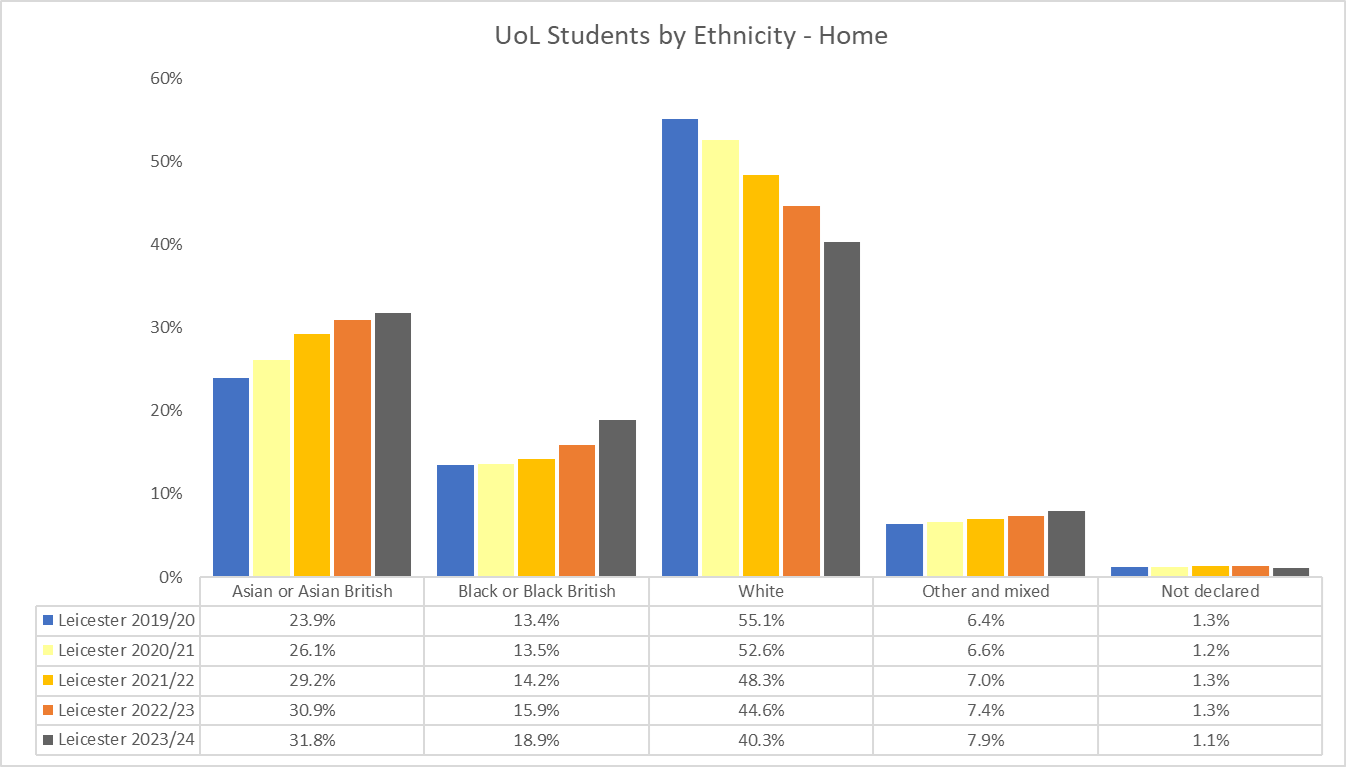 UoL Students by Ethnicity - Home
60%
50%
40%
30%
20%
10%
0%
Asian or Asian British Black or Black British White Other and mixed Not declared
Leicester 2019/20 23.9% 13.4% 55.1% 6.4% 1.3%
Leicester 2020/21 26.1% 13.5% 52.6% 6.6% 1.2%
Leicester 2021/22 29.2% 14.2% 48.3% 7.0% 1.3%
Leicester 2022/23 30.9% 15.9% 44.6% 7.4% 1.3%
Leicester 2023/24 31.8% 18.9% 40.3% 7.9% 1.1%